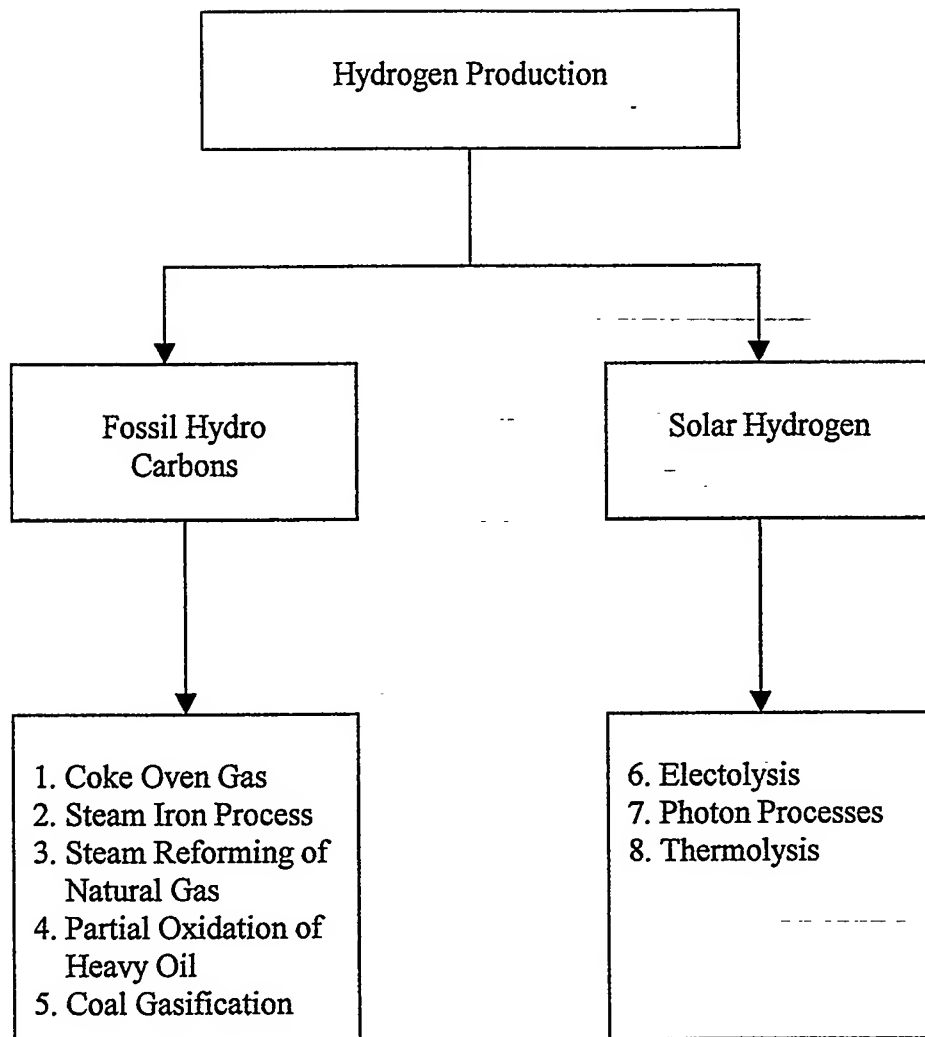 Hydrogen Production
Fossil Hydro
Carbons
Solar Hydrogen
1. Coke Oven Gas
2. Steam Iron Process
3. Steam Reforming of
Natural Gas
4. Partial Oxidation of
Heavy Oil
5. Coal Gasification
6. Electolysis
7. Photon Processes
8. Thermolysis